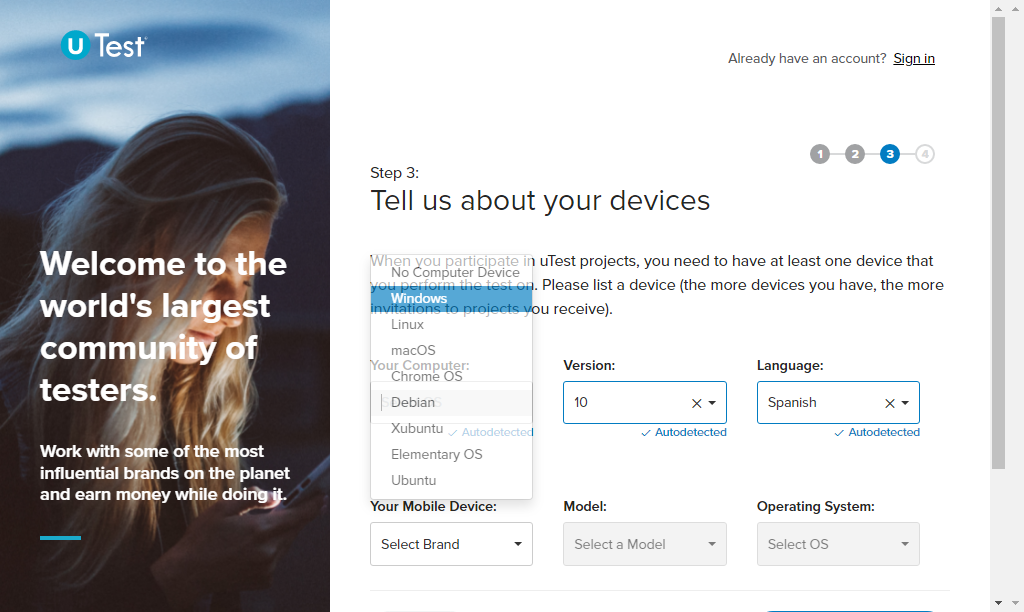 U Test
Already have an account? Sign in
1 2 3 4
Step 3:
Tell us about your devices
Welcome to the
world's largest
community of
testers.
Work with some of the most
influential brands on the planet
and earn money while doing it.
When you participate in uTest projects, you need to have at least one device that
you perform the test on. Please list a device (the more devices you have, the more
invitations to projects you receive).
No Computer Device
Windows
Linux
macOS
Chrome OS
Debian
Xubuntu
Elementary OS
Ubuntu
Your Computer:
Autodetected
Version:
10
Autodetected
Language:
Spanish
Autodetected
Your Mobile Device:
Select Brand
Model:
Select a Model
Operating System:
Select OS